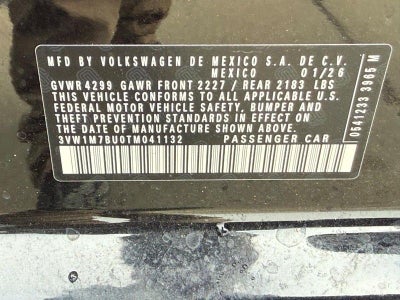 MFD BY VOLKSWAGEN DE MEXICO S.A. DE C.V.
MEXICO 01/26
GVWR 4299 GAWR FRONT 2227 / REAR 2183 LBS
THIS VEHICLE CONFORMS TO ALL APPLICABLE U.S.
FEDERAL MOTOR VEHICLE SAFETY, BUMPER AND
THEFT PREVENTION STANDARDS IN EFFECT ON
THE DATE OF MANUFACTURE SHOWN ABOVE.
3VW1M7BU0TM041132 PASSENGER CAR
0541233 3965 M